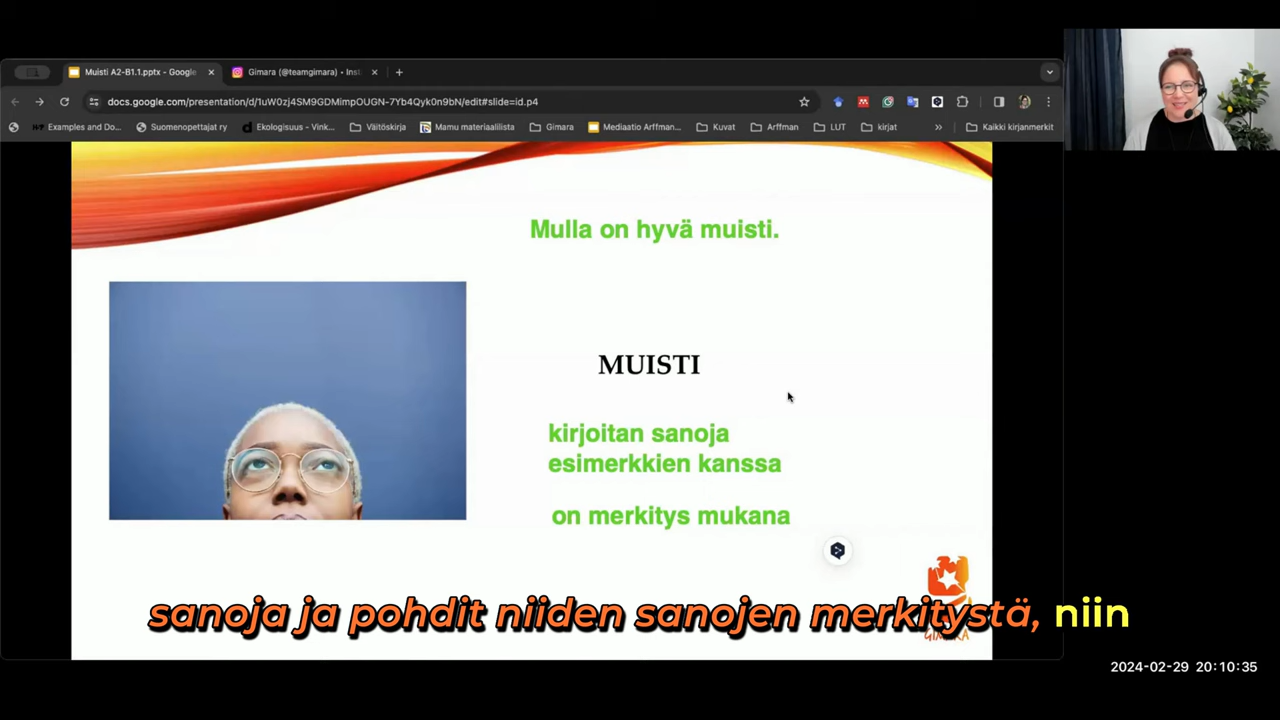 Muisti A2-B1.1.pptx - Google
Gimara (@teamgimara) • Inst
docs.google.com/presentation/d/1uW0zj4SM9GDMimpOUGN-7Yb4Qyk0n9bN/edit#slide=id.p4
Examples and Do...
Suomenopettajat ry
Ekologisuus - Vink...
Väitöskirja
Mamu materiaalilista
Gimara
Mediaatio Arffman...
Kuvat
Arffman
LUT
kirjat
»
Kaikki kirjanmerkit
Mulla on hyvä muisti.
MUISTI
kirjoitan sanoja
esimerkkien kanssa
on merkitys mukana
sanoja ja pohdit niiden sanojen merkitystä, niin
GIMARA
2024-02-29 20:10:35